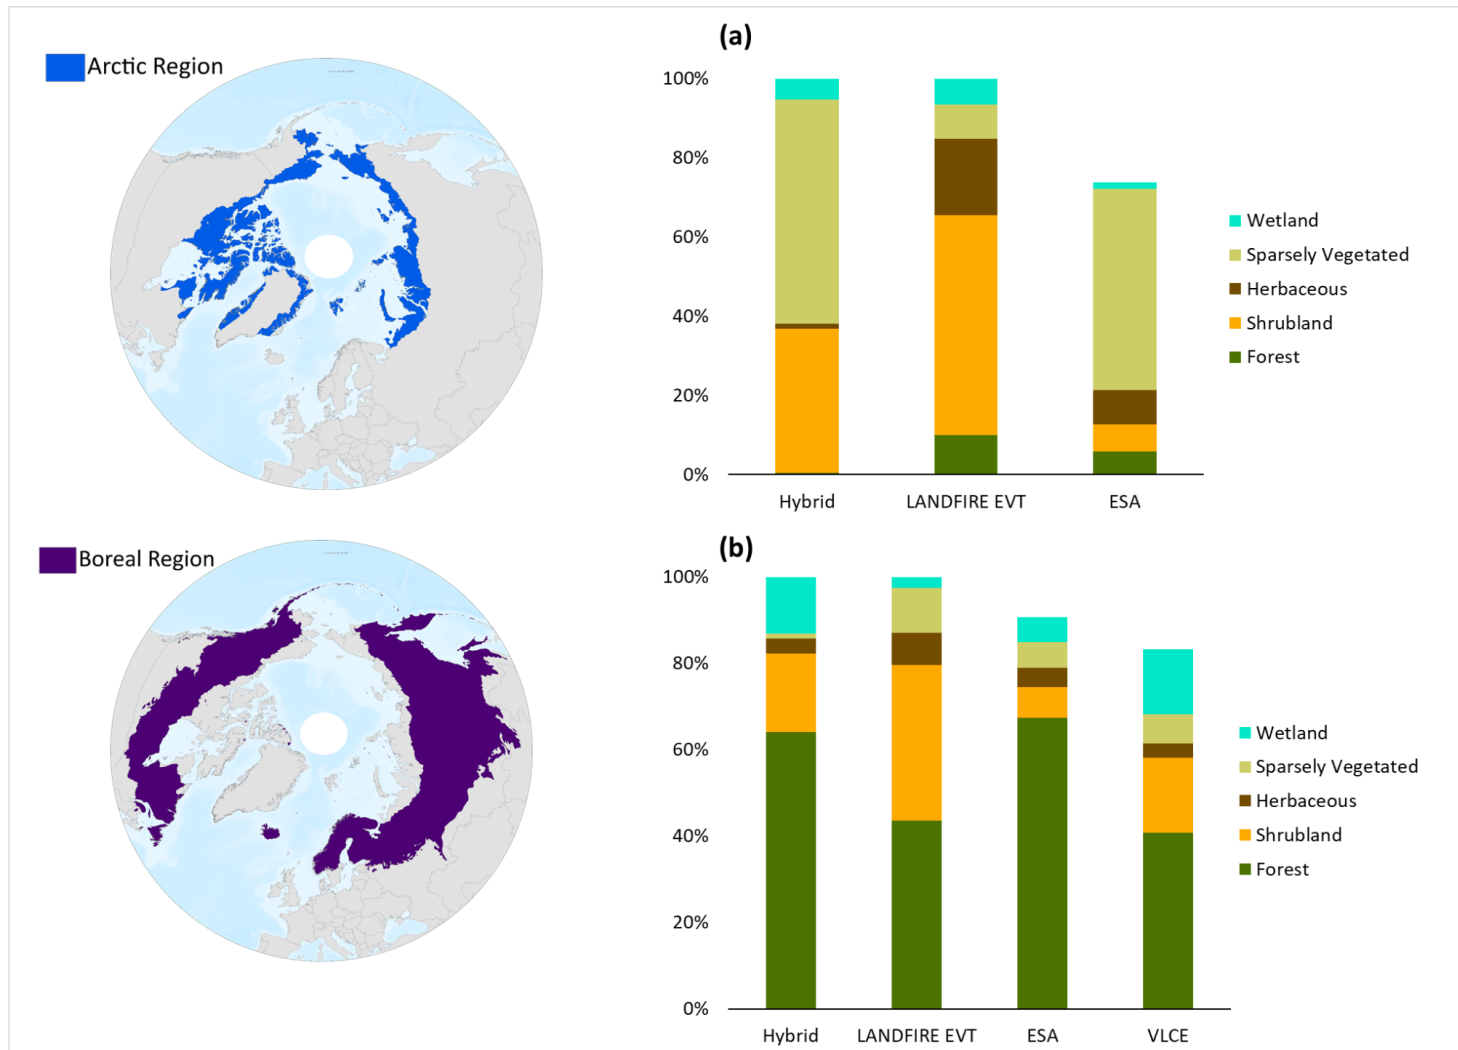 Arctic Region
(a)
100%
80%
60%
40%
20%
0%
Hybrid
LANDFIRE EVT
ESA
Wetland
Sparsely Vegetated
Herbaceous
Shrubland
Forest
Boreal Region
(b)
100%
80%
60%
40%
20%
0%
Hybrid
LANDFIRE EVT
ESA
VLCE
Wetland
Sparsely Vegetated
Herbaceous
Shrubland
Forest